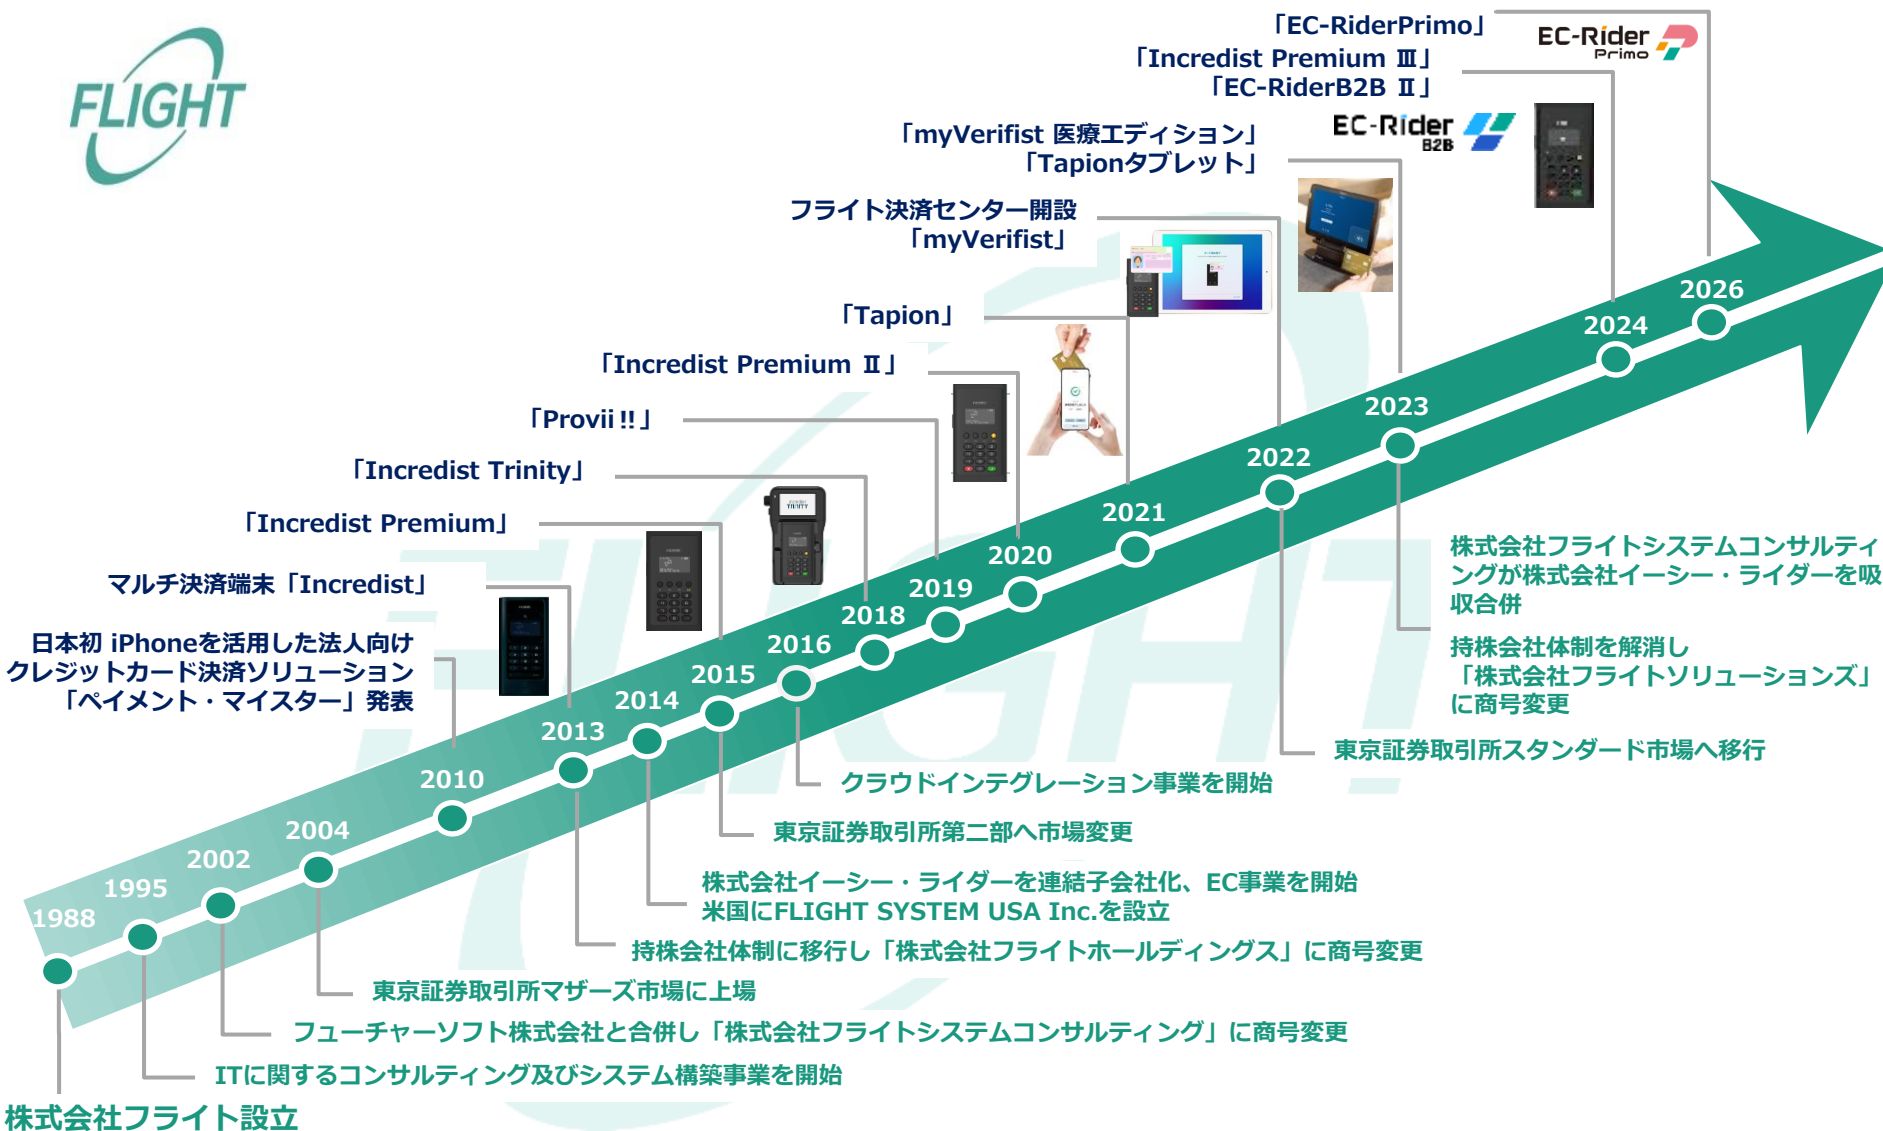 FLIGHT
「EC-RiderPrimo」
EC-Rider
Primo
「Incredist Premium Ⅲ」
「EC-RiderB2B Ⅱ」
EC-Rider
B2B
「myVerifist 医療エディション」
「Tapionタブレット」
フライト決済センター開設
「myVerifist」
「Tapion」
「Incredist Premium Ⅱ」
「Provii!!」
「Incredist Trinity」
TRINITY
「Incredist Premium」
マルチ決済端末「Incredist」
日本初 iPhoneを活用した法人向け
クレジットカード決済ソリューション
「ペイメント・マイスター」発表
1988
1995
2002
2004
2010
2013
2014
2015
2016
2018
2019
2020
2021
2022
2023
2024
2026
株式会社フライトシステムコンサルティ
ングが株式会社イーシー・ライダーを吸
収合併
持株会社体制を解消し
「株式会社フライトソリューションズ」
に商号変更
東京証券取引所スタンダード市場へ移行
クラウドインテグレーション事業を開始
東京証券取引所第二部へ市場変更
株式会社イーシー・ライダーを連結子会社化、EC事業を開始
米国にFLIGHT SYSTEM USA Inc.を設立
持株会社体制に移行し「株式会社フライトホールディングス」に商号変更
東京証券取引所マザーズ市場に上場
フューチャーソフト株式会社と合併し「株式会社フライトシステムコンサルティング」に商号変更
ITに関するコンサルティング及びシステム構築事業を開始
株式会社フライト設立